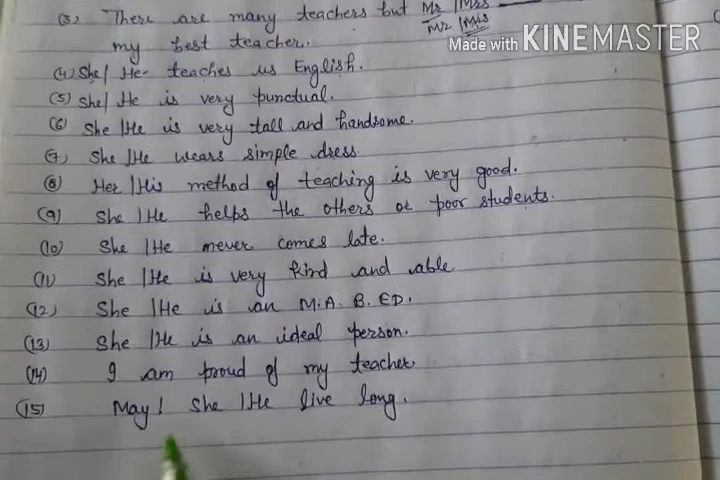 (3) There are many teachers but Mr |Mrs
Mr |Mrs
my best teacher.
Made with KINEMASTER
(4) She| He teaches us English.
(5) She| He is very punctual.
(6) She |He is very tall and handsome.
(7) She |He wears simple dress.
(8) Her |His method of teaching is very good.
(9) She |He helps the others or poor students.
(10) She |He never comes late.
(11) She |He is very kind and able
(12) She |He is an M.A. B.ED.
(13) She |He is an ideal person.
(14) I am proud of my teacher
(15) May! She |He live long.